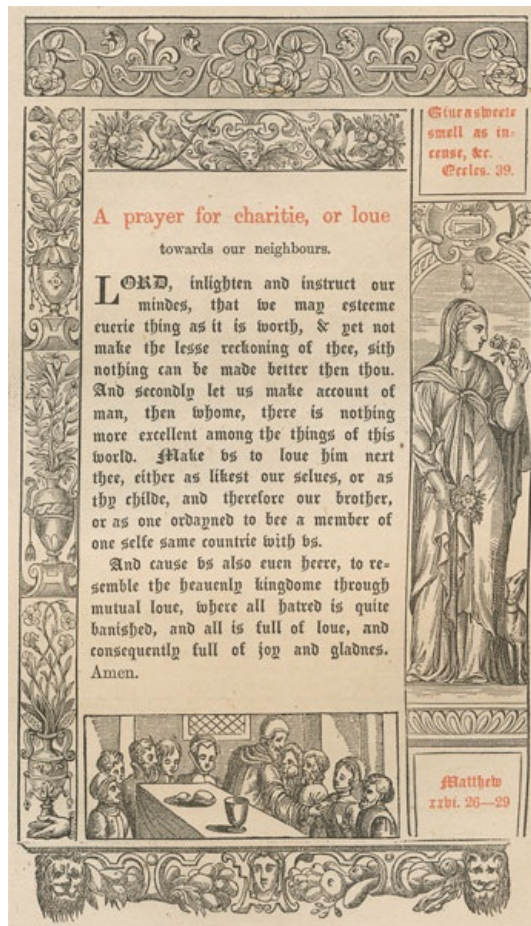 Giue a sweete
smell as in-
cense, &c.
Eccles. 39.
A prayer for charitie, or loue
towards our neighbours.
LORD, inlighten and instruct our
mindes, that we may esteeme
euerie thing as it is worth, & yet not
make the lesse reckoning of thee, sith
nothing can be made better then thou.
And secondly let us make account of
man, then whome, there is nothing
more excellent among the things of this
world. Make vs to loue him next
thee, either as likest our selues, or as
thy childe, and therefore our brother,
or as one ordayned to bee a member of
one selfe same countrie with vs.
And cause vs also euen heere, to re-
semble the heauenly kingdome through
mutual loue, where all hatred is quite
banished, and all is full of loue, and
consequently full of joy and gladnes.
Amen.
Matthew
xxvi. 26—29